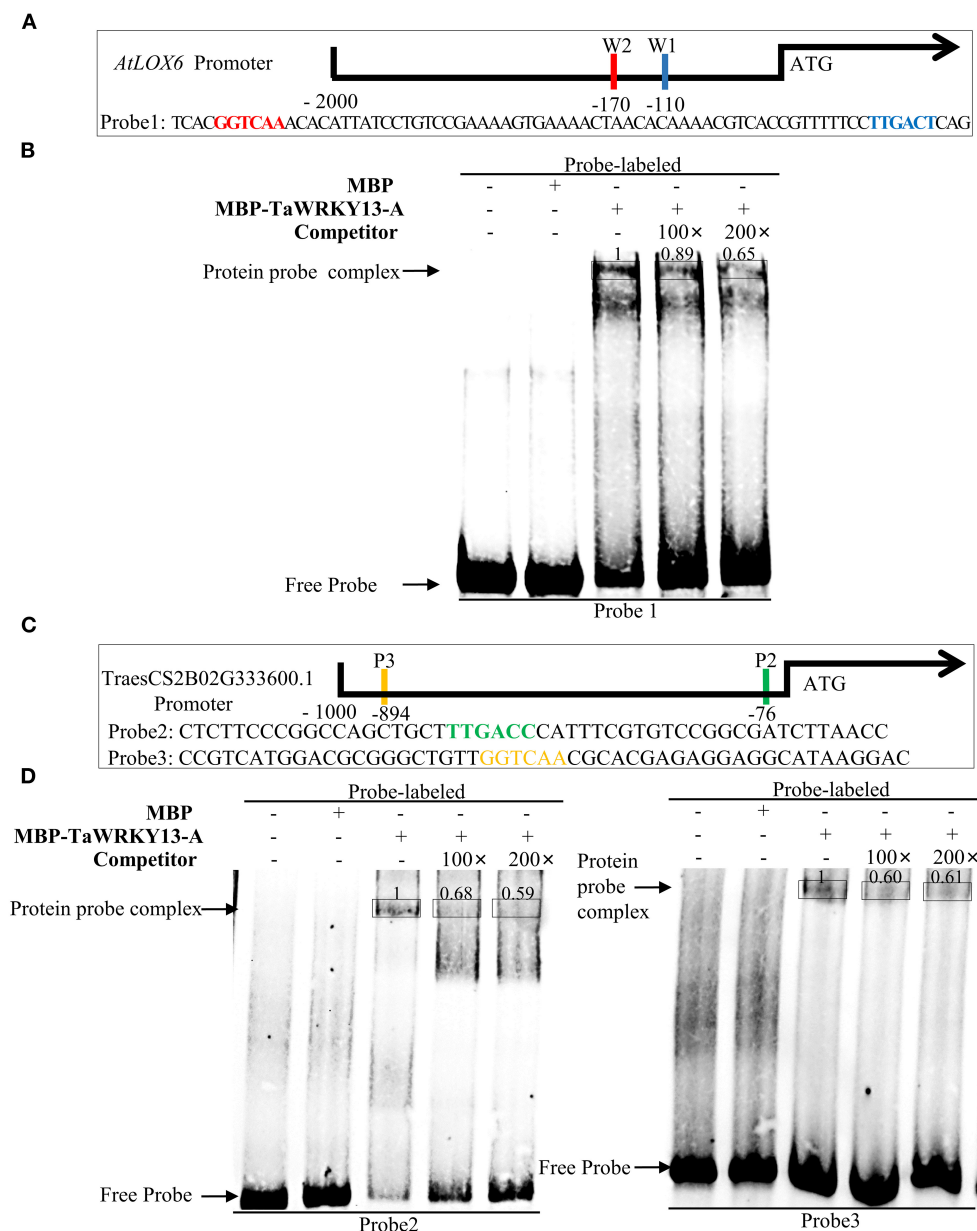 A
AtLOX6 Promoter
W2 W1
ATG
- 2000 -170 -110
Probe1: TCACGGTCAAACACATTATCCTGTCCGAAAAGTGAAAACTAACACAAAACGTCACCGTTTTTCCTTGACTCAG
B
Probe-labeled
MBP - + - - -
MBP-TaWRKY13-A - - + + +
Competitor - - - 100× 200×
1 0.89 0.65
Protein probe complex
Free Probe
Probe 1
C
P3 P2
TraesCS2B02G333600.1
Promoter
ATG
- 1000 -894 -76
Probe2: CTCTTCCCGGCCAGCTGCTTTGACCCATTTCGTGTCCGGCGATCTTAACC
Probe3: CCGTCATGGACGCGGGCTGTTGGTCAACGCACGAGAGGAGGCATAAGGAC
D
Probe-labeled
MBP - + - - -
MBP-TaWRKY13-A - - + + +
Competitor - - - 100× 200×
1 0.68 0.59
Protein probe complex
Free Probe
Probe2
Probe-labeled
- + - - -
- - + + +
- - - 100× 200×
1 0.60 0.61
Protein
probe
complex
Free Probe
Probe3